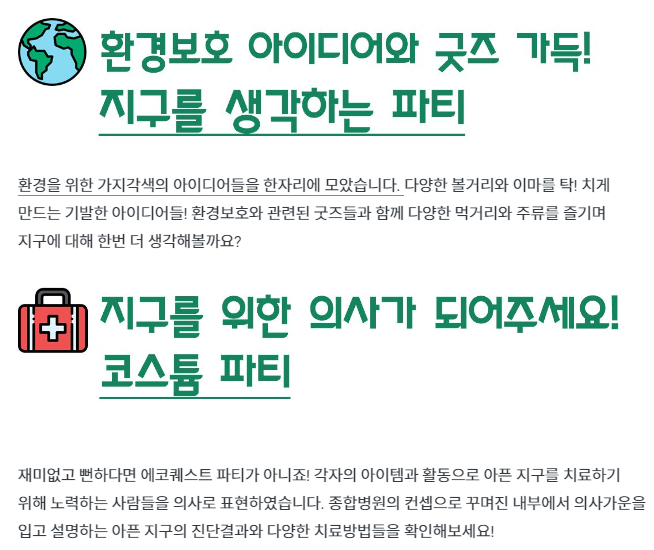 환경보호 아이디어와 굿즈 가득!
지구를 생각하는 파티
환경을 위한 가지각색의 아이디어들을 한자리에 모았습니다. 다양한 볼거리와 이마를 탁! 치게
만드는 기발한 아이디어들! 환경보호와 관련된 굿즈들과 함께 다양한 먹거리와 주류를 즐기며
지구에 대해 한번 더 생각해볼까요?
지구를 위한 의사가 되어주세요!
코스튬 파티
재미없고 뻔하다면 에코퀘스트 파티가 아니죠! 각자의 아이템과 활동으로 아픈 지구를 치료하기
위해 노력하는 사람들을 의사로 표현하였습니다. 종합병원의 컨셉으로 꾸며진 내부에서 의사가운을
입고 설명하는 아픈 지구의 진단결과와 다양한 치료방법들을 확인해보세요!